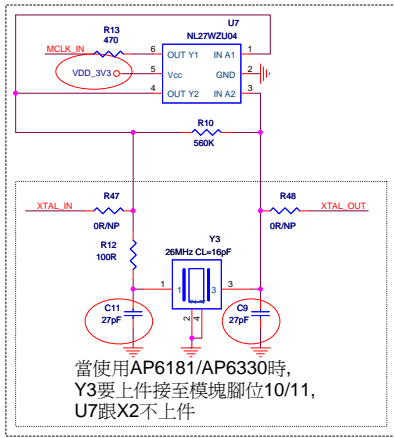 U7
NL27WZU04
R13
470
MCLK_IN
6
OUT Y1
IN A1
1
VDD_3V3
5
Vcc
GND
2
4
OUT Y2
IN A2
3
R10
560K
XTAL_IN
R47
0R/NP
R48
XTAL_OUT
0R/NP
R12
100R
Y3
26MHz CL=16pF
1
1
3
3
2
4
2
4
C11
27pF
C9
27pF
當使用AP6181/AP6330時,
Y3要上件接至模塊腳位10/11,
U7跟X2不上件